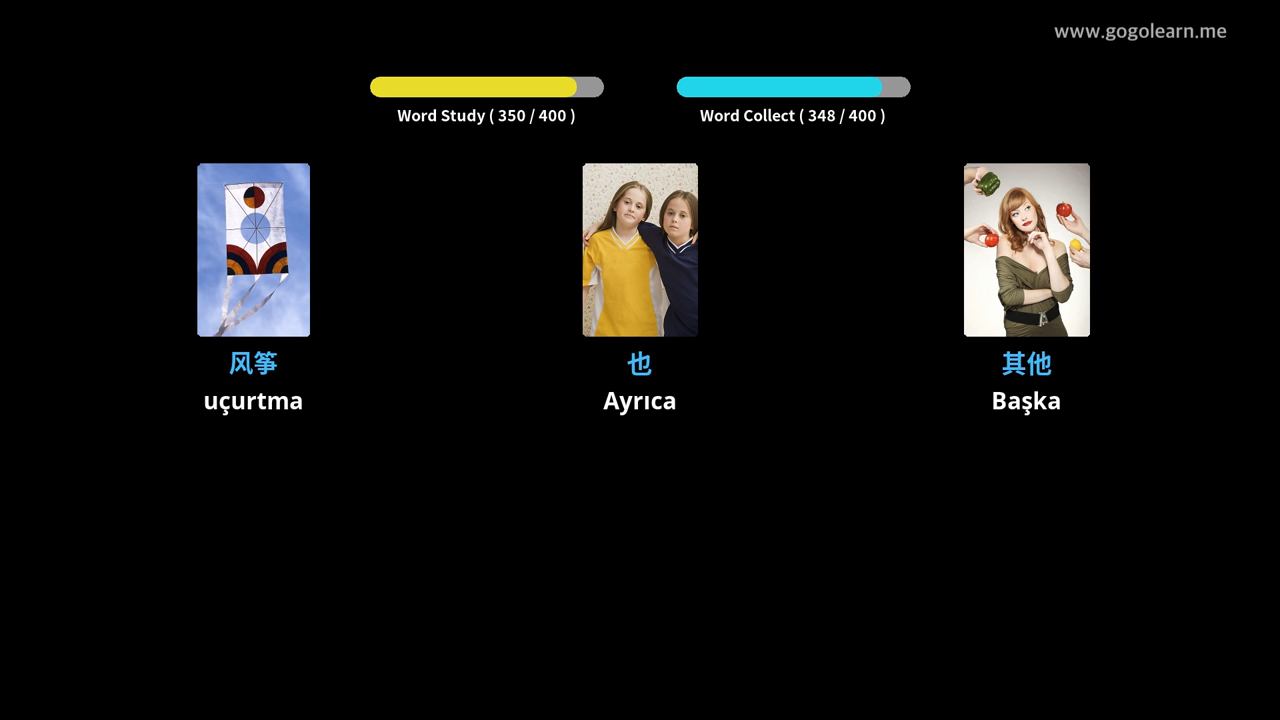 www.gogolearn.me
Word Study ( 350 / 400 )
Word Collect ( 348 / 400 )
风筝
也
其他
uçurtma
Ayrıca
Başka